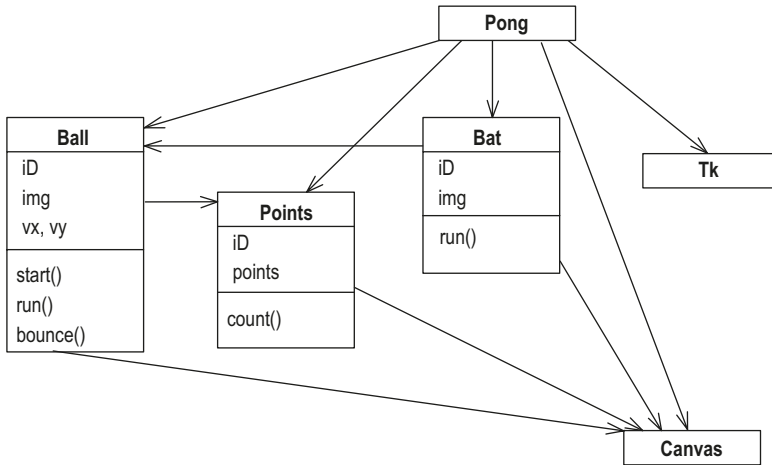 Pong
Ball
iD
img
vx, vy
start()
run()
bounce()
Points
iD
points
count()
Bat
iD
img
run()
Tk
Canvas